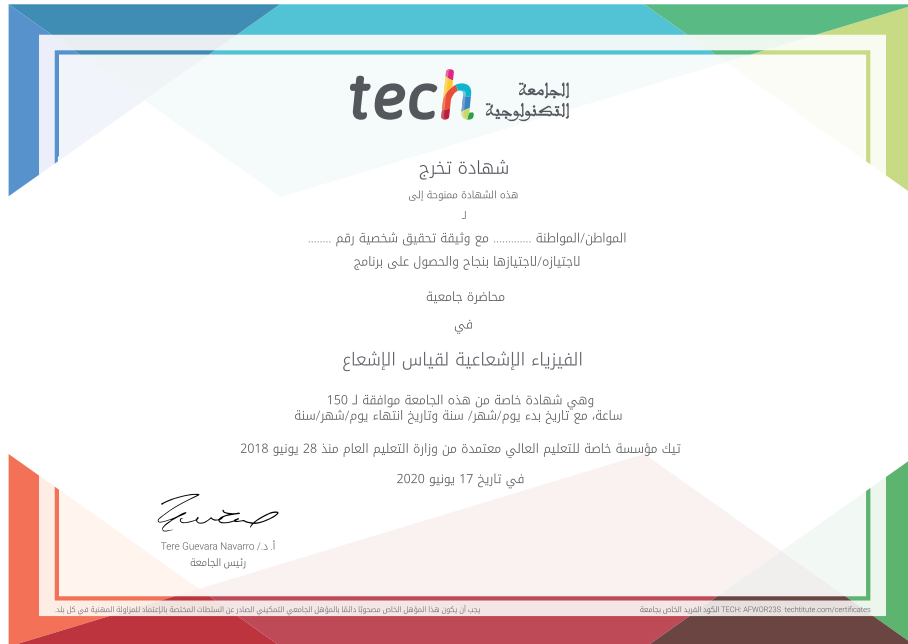 tech الجامعة
التكنولوجية
شهادة تخرج
هذه الشهادة ممنوحة إلى
لـ
المواطن/المواطنة ............. مع وثيقة تحقيق شخصية رقم ........
لاجتيازه/لاجتيازها بنجاح والحصول على برنامج
محاضرة جامعية
في
الفيزياء الإشعاعية لقياس الإشعاع
وهي شهادة خاصة من هذه الجامعة موافقة لـ 150
ساعة، مع تاريخ بدء يوم/شهر/ سنة وتاريخ انتهاء يوم/شهر/سنة
تيك مؤسسة خاصة للتعليم العالي معتمدة من وزارة التعليم العام منذ 28 يونيو 2018
في تاريخ 17 يونيو 2020
أ. د./ Tere Guevara Navarro
رئيس الجامعة
يجب أن يكون هذا المؤهل الخاص مصحوبًا دائمًا بالمؤهل الجامعي التمكيني الصادر عن السلطات المختصة بالإعتماد للمزاولة المهنية في كل بلد.
الكود الفريد الخاص بجامعة TECH: AFWOR23S techtitute.com/certificates